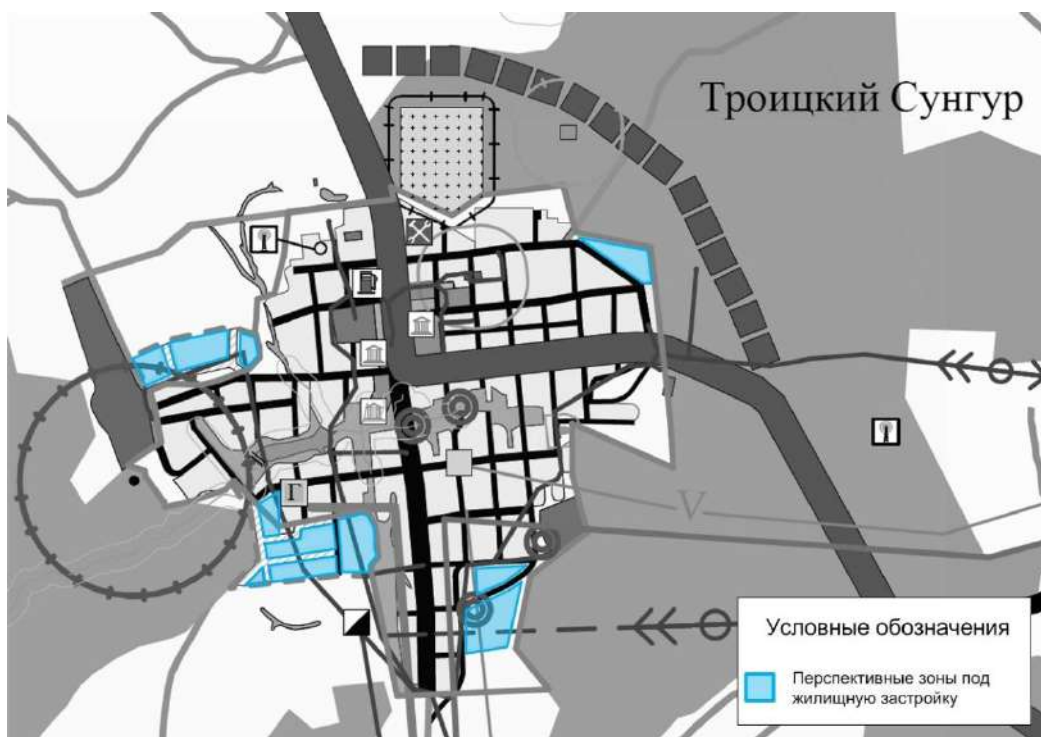 Троицкий Сунгур
Г
V
Условные обозначения
Перспективные зоны под
жилищную застройку